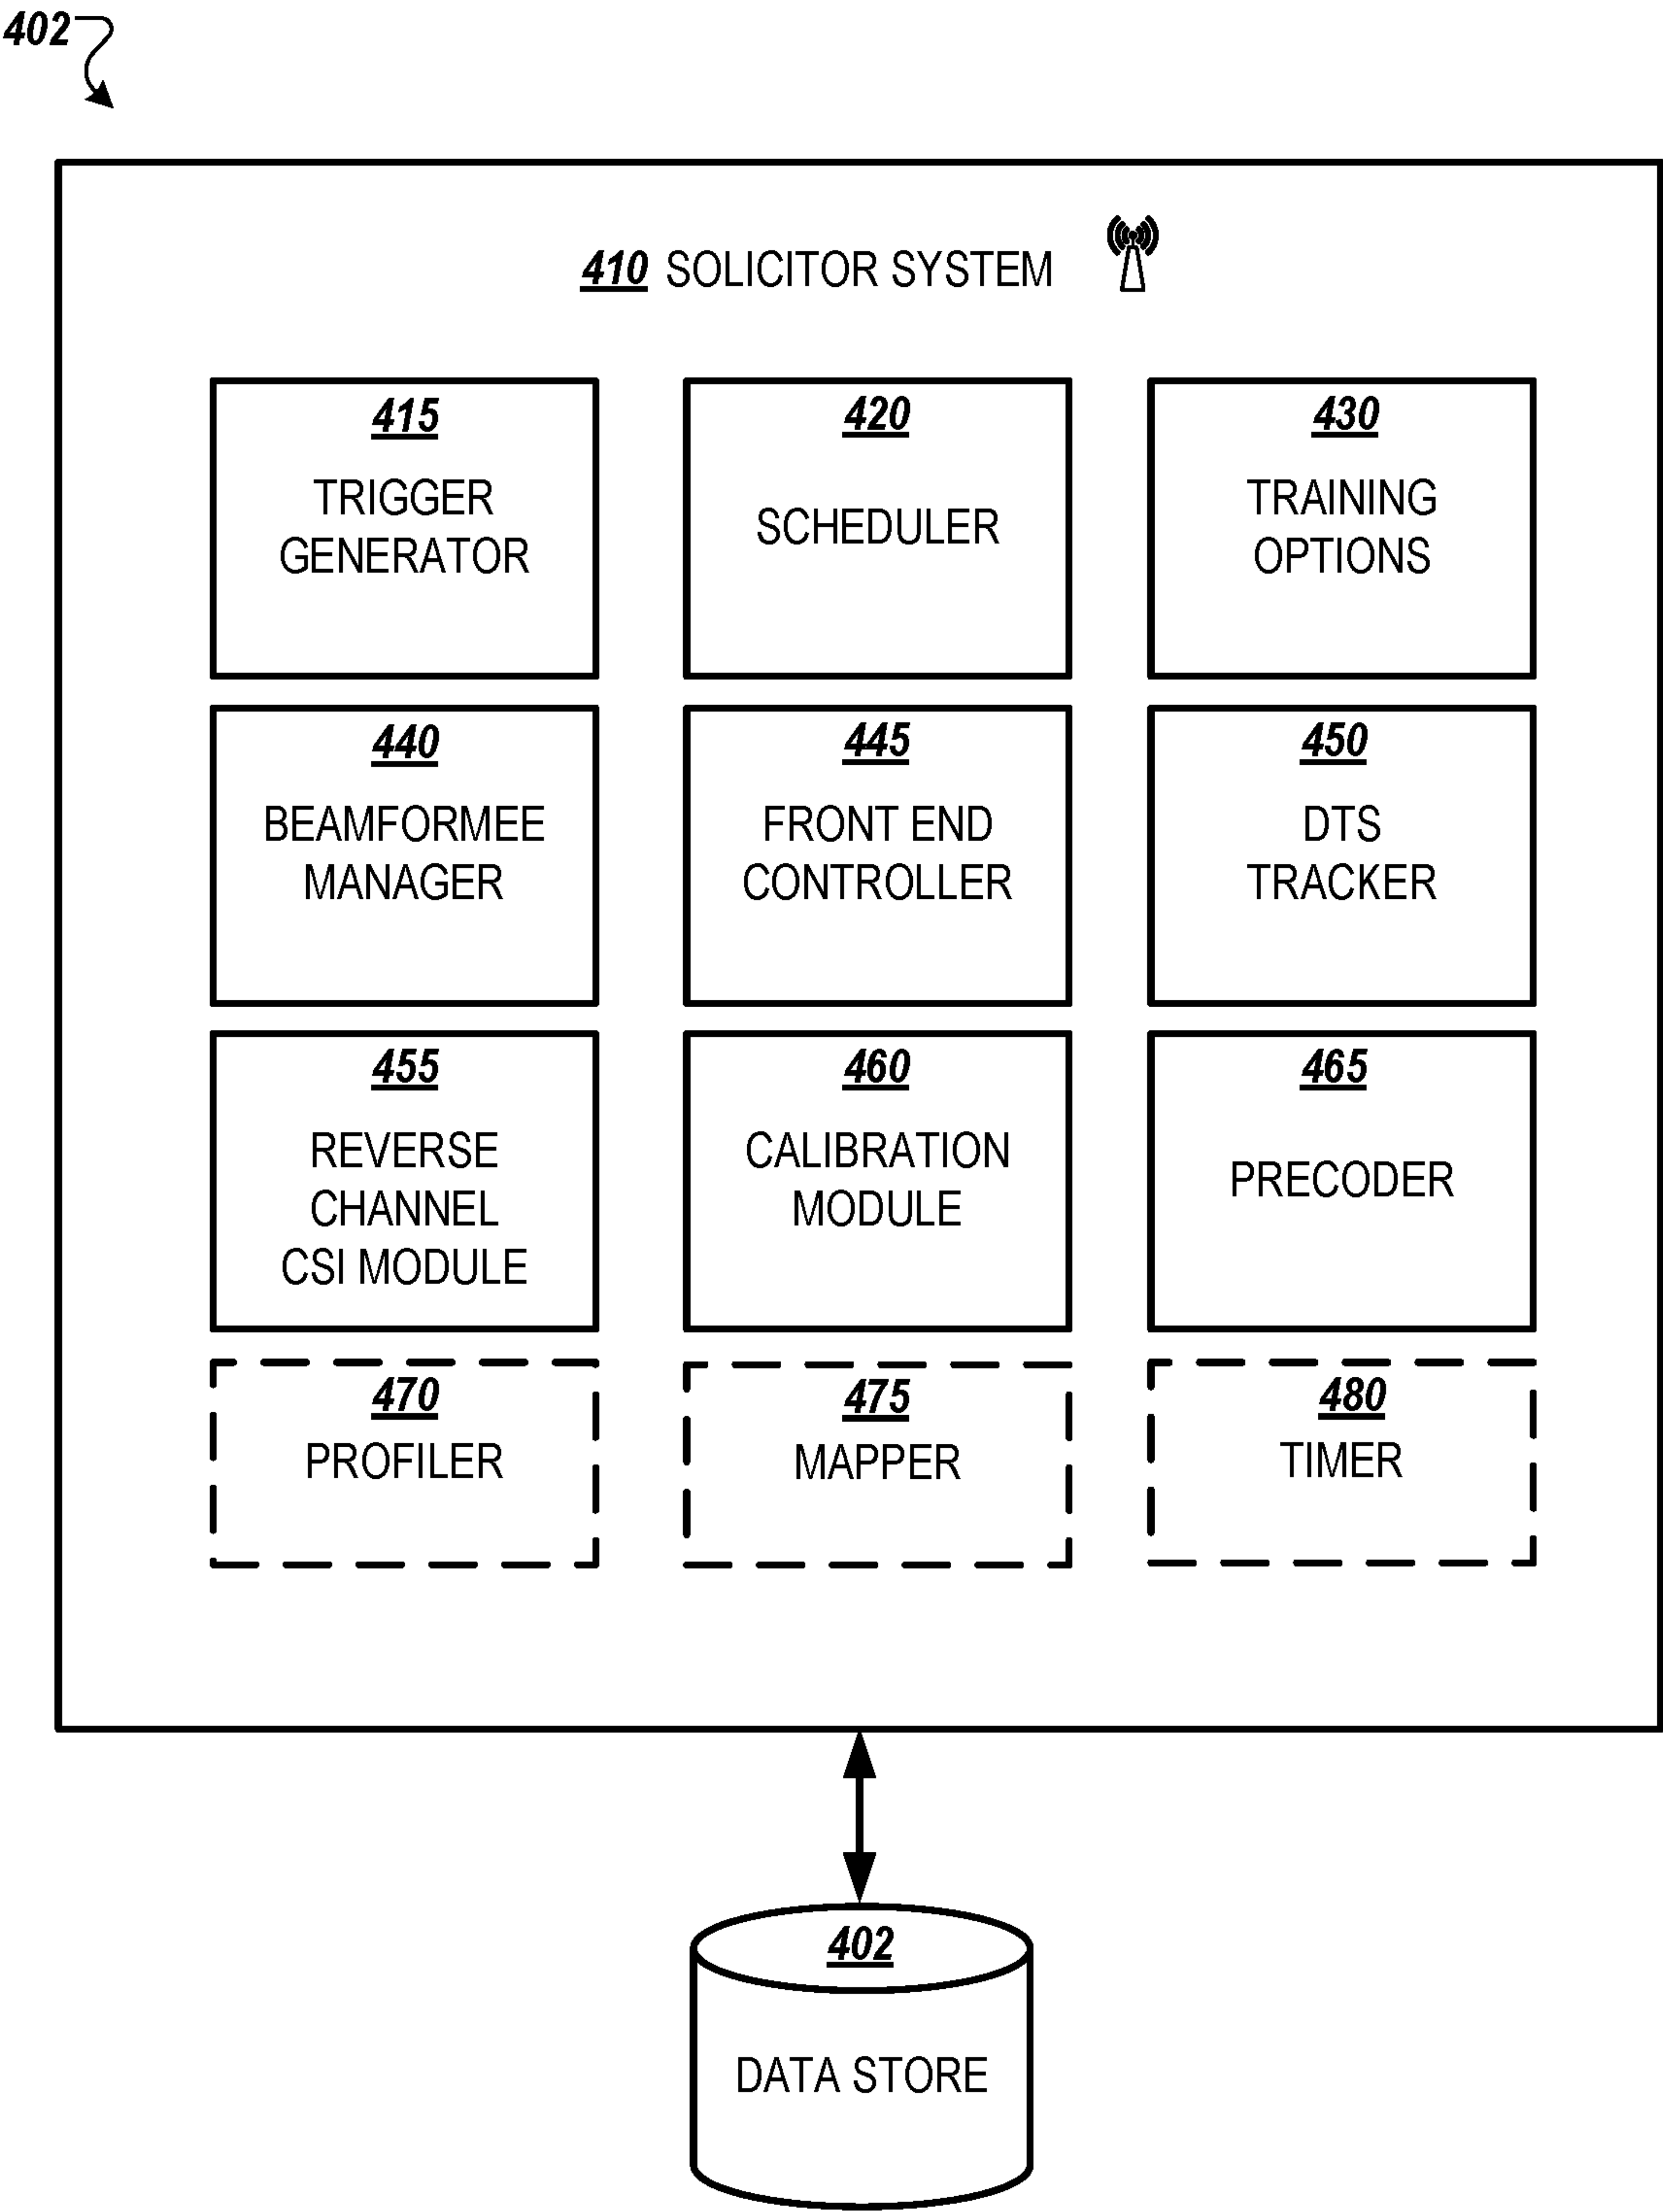 402
410 SOLICITOR SYSTEM
415
TRIGGER
GENERATOR
420
SCHEDULER
430
TRAINING
OPTIONS
440
BEAMFORMEE
MANAGER
445
FRONT END
CONTROLLER
450
DTS
TRACKER
455
REVERSE
CHANNEL
CSI MODULE
460
CALIBRATION
MODULE
465
PRECODER
470
PROFILER
475
MAPPER
480
TIMER
402
DATA STORE